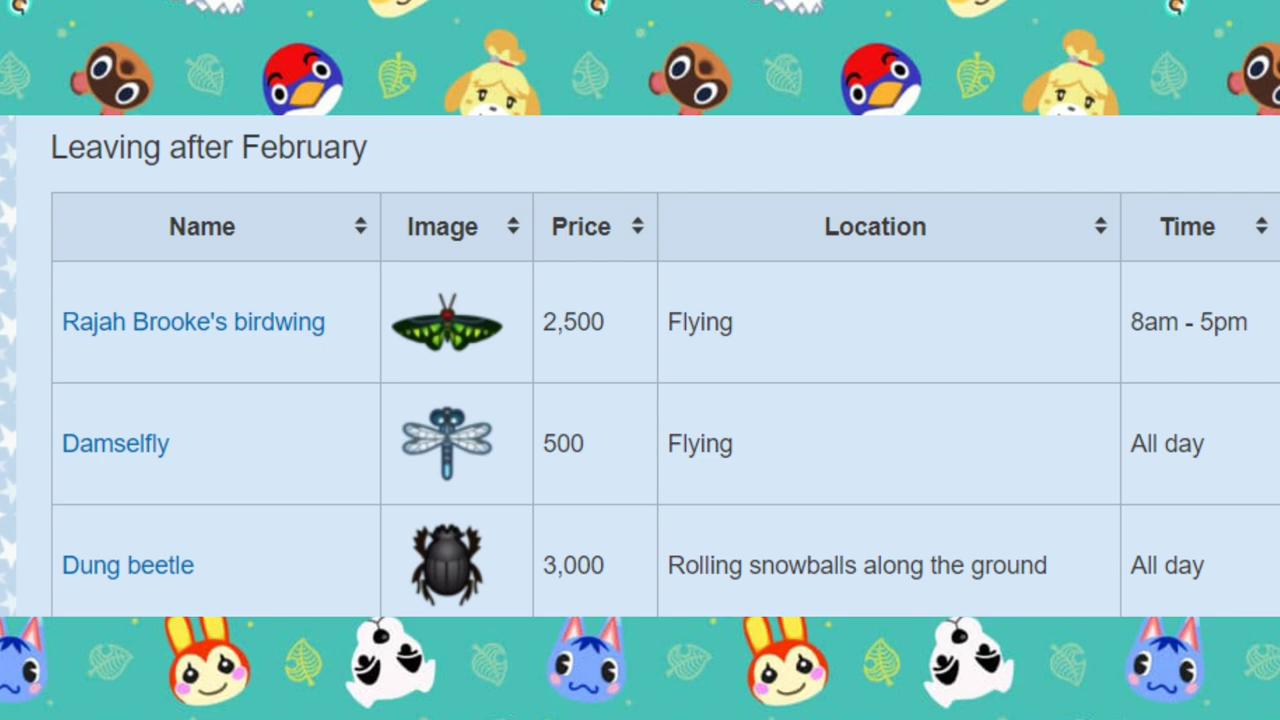 Leaving after February
Name Image Price Location Time
Rajah Brooke's birdwing 2,500 Flying 8am - 5pm
Damselfly 500 Flying All day
Dung beetle 3,000 Rolling snowballs along the ground All day